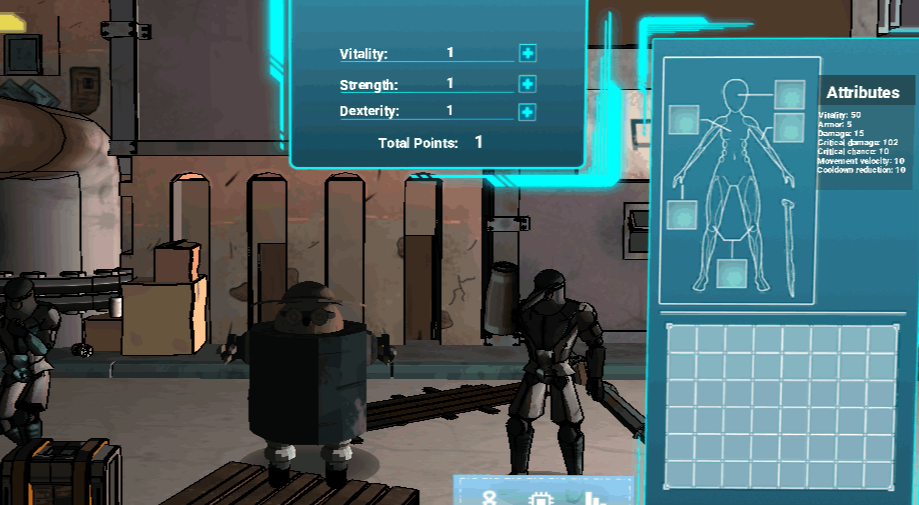 Vitality: 1
Strength: 1
Dexterity: 1
Total Points: 1
Attributes
Vitality: 50
Armor: 5
Damage: 15
Critical damage: 102
Critical chance: 10
Movement velocity: 10
Cooldown reduction: 10